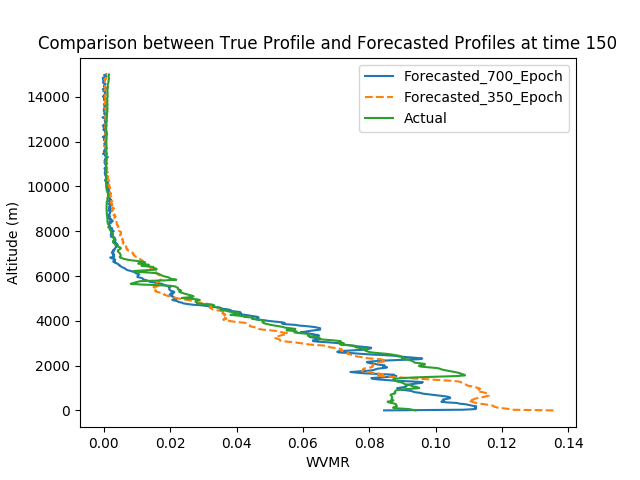 Comparison between True Profile and Forecasted Profiles at time 150
Forecasted_700_Epoch
Forecasted_350_Epoch
Actual
Altitude (m)
14000
12000
10000
8000
6000
4000
2000
0
0.00 0.02 0.04 0.06 0.08 0.10 0.12 0.14
WVMR